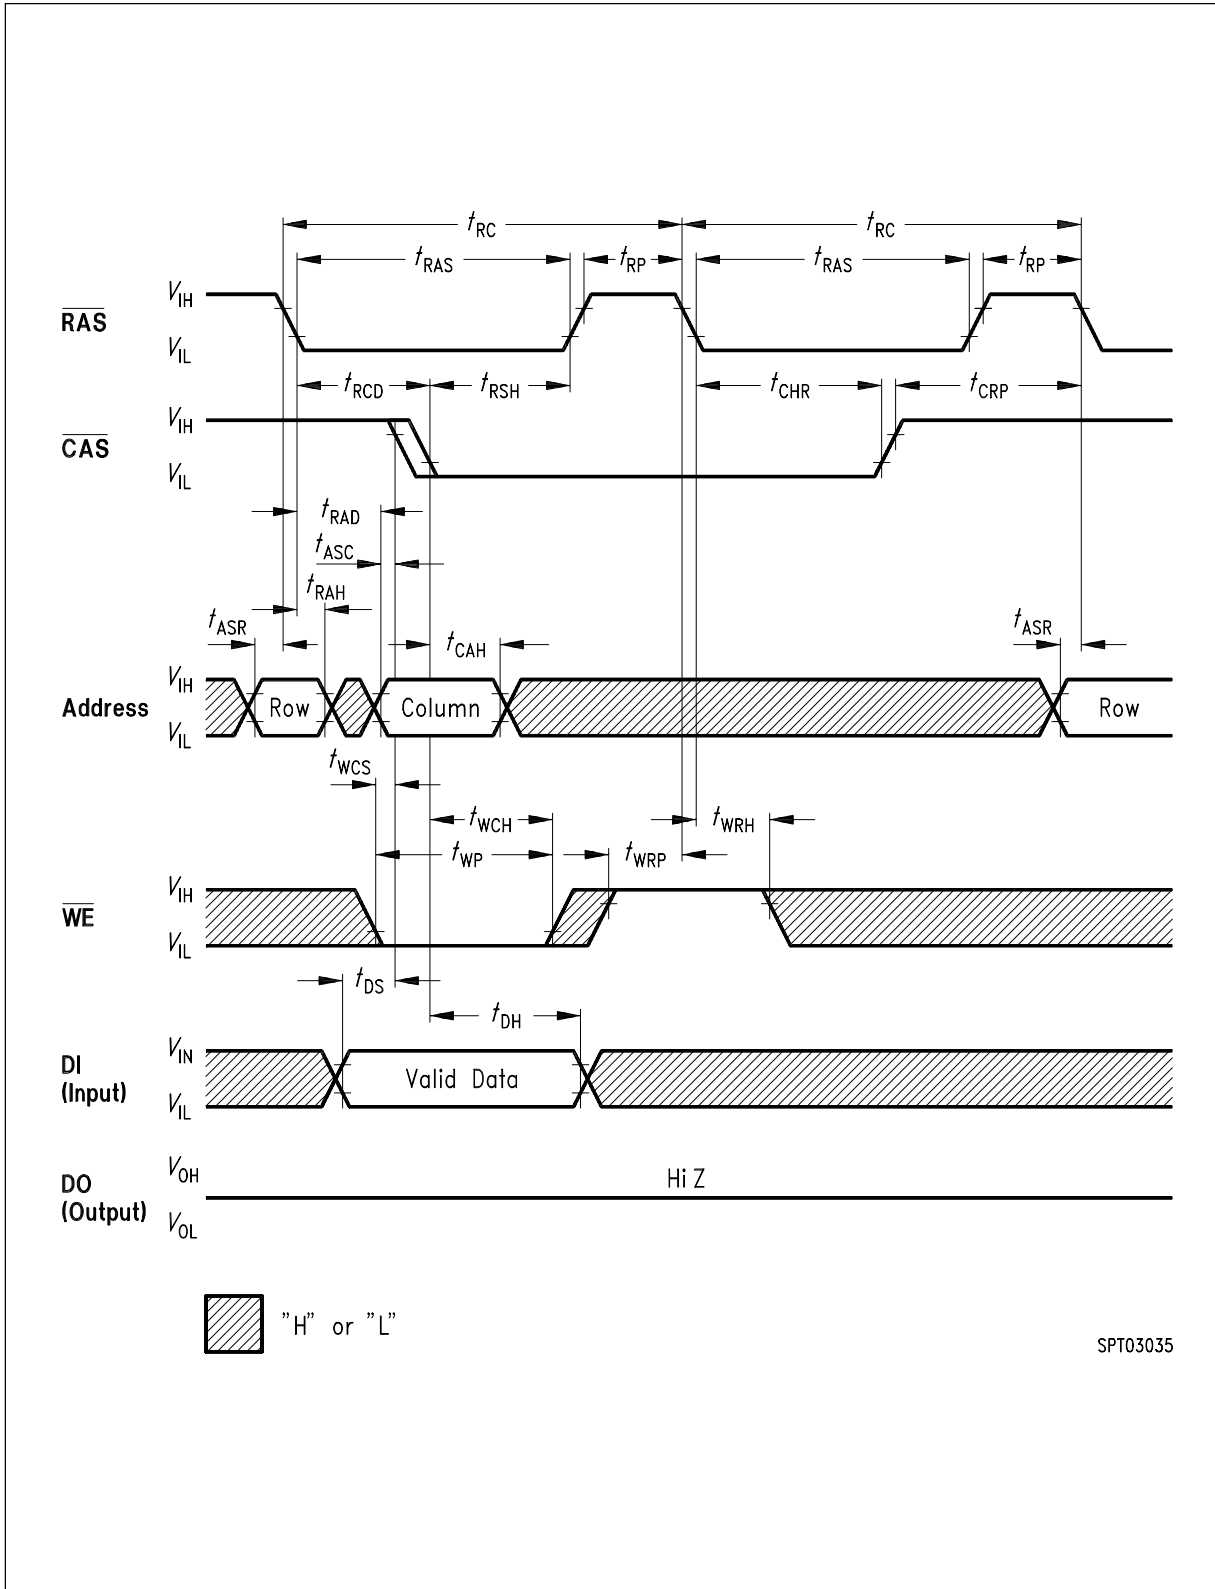 tRC tRC
tRAS tRP tRAS tRP
RAS VIH
VIL
tRCD tRSH tCHR tCRP
CAS VIH
VIL
tRAD
tASC
tRAH
tASR tCAH tASR
Address VIH Row Column Row
VIL
tWCS
tWCH tWRH
tWP tWRP
WE VIH
VIL
tDS
tDH
DI (Input) VIN Valid Data
VIL
DO (Output) VOH Hi Z
VOL
"H" or "L"
SPT03035